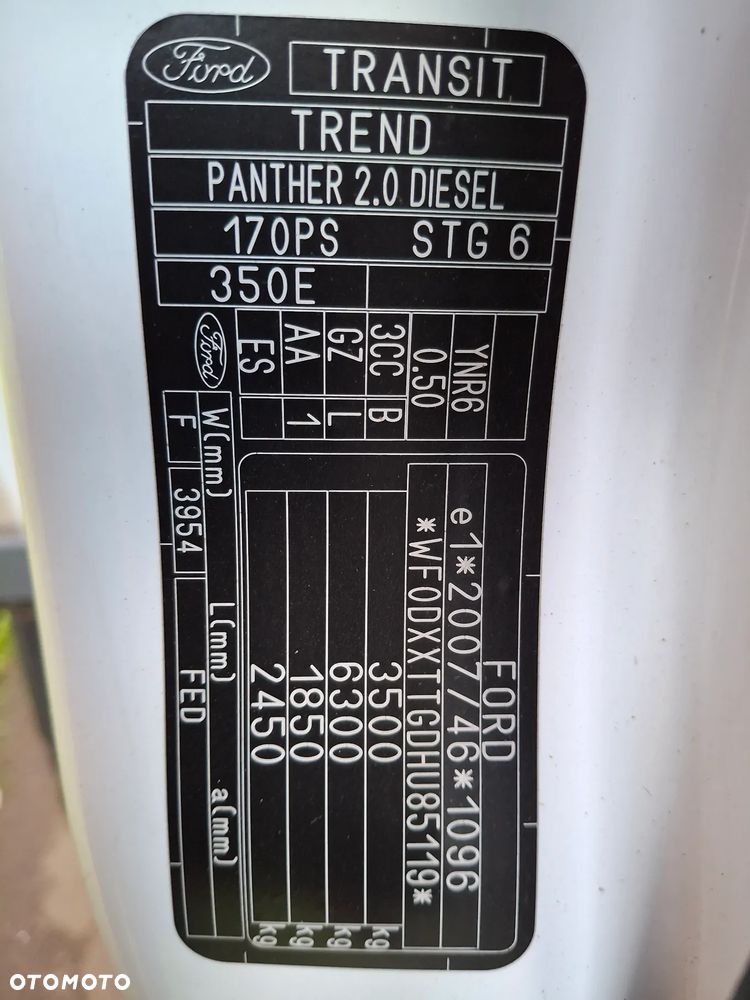 Ford TRANSIT
TREND
PANTHER 2.0 DIESEL
170PS STG 6
350E
YNR6
0.50
3CC B
GZ L
AA 1
ES
FORD
e1*2007/46*1096
*WF0DXXTTGDHU85119*
3500 kg
6300 kg
1850 kg
2450 kg
Ford W(mm) L(mm) a(mm)
F 3954 FED
OTOMOTO